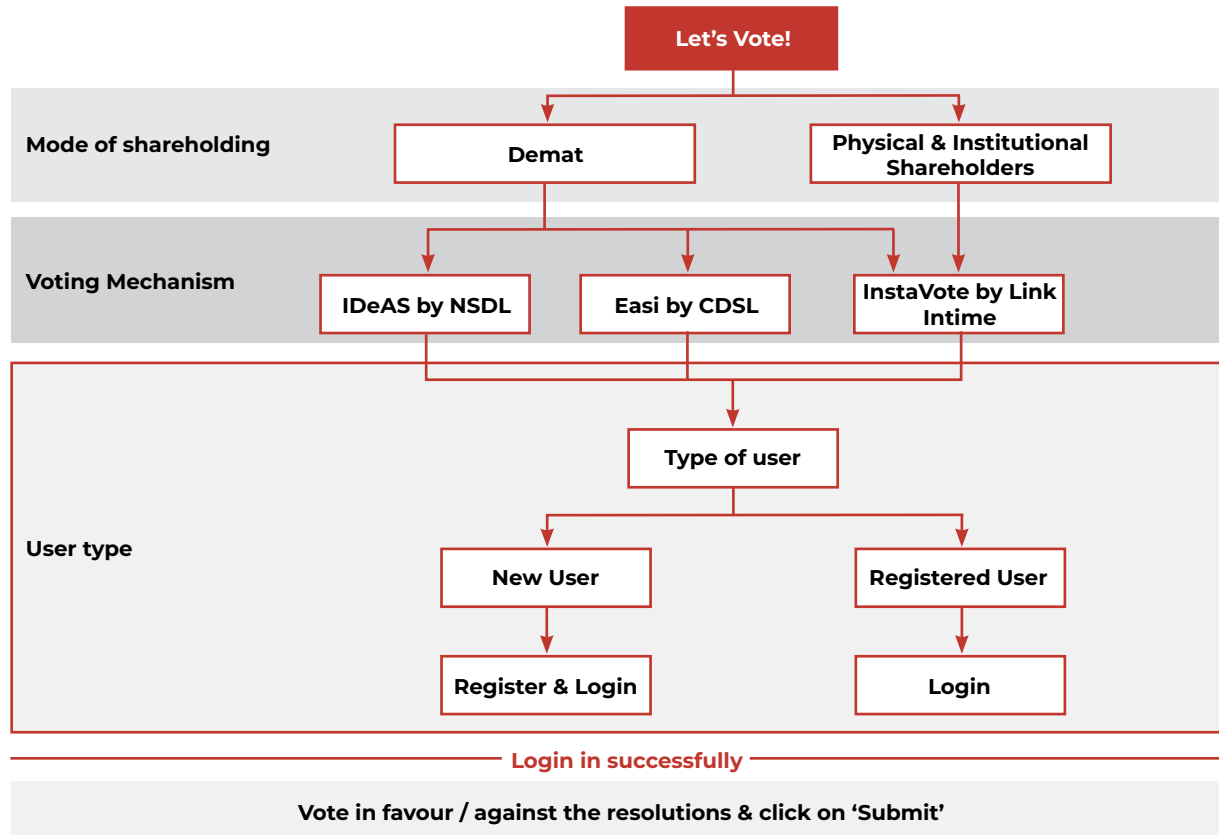 Let’s Vote!
Mode of shareholding
Demat
Physical & Institutional
Shareholders
Voting Mechanism
IDeAS by NSDL
Easi by CDSL
InstaVote by Link
Intime
Type of user
User type
New User
Registered User
Register & Login
Login
Login in successfully
Vote in favour / against the resolutions & click on ‘Submit’